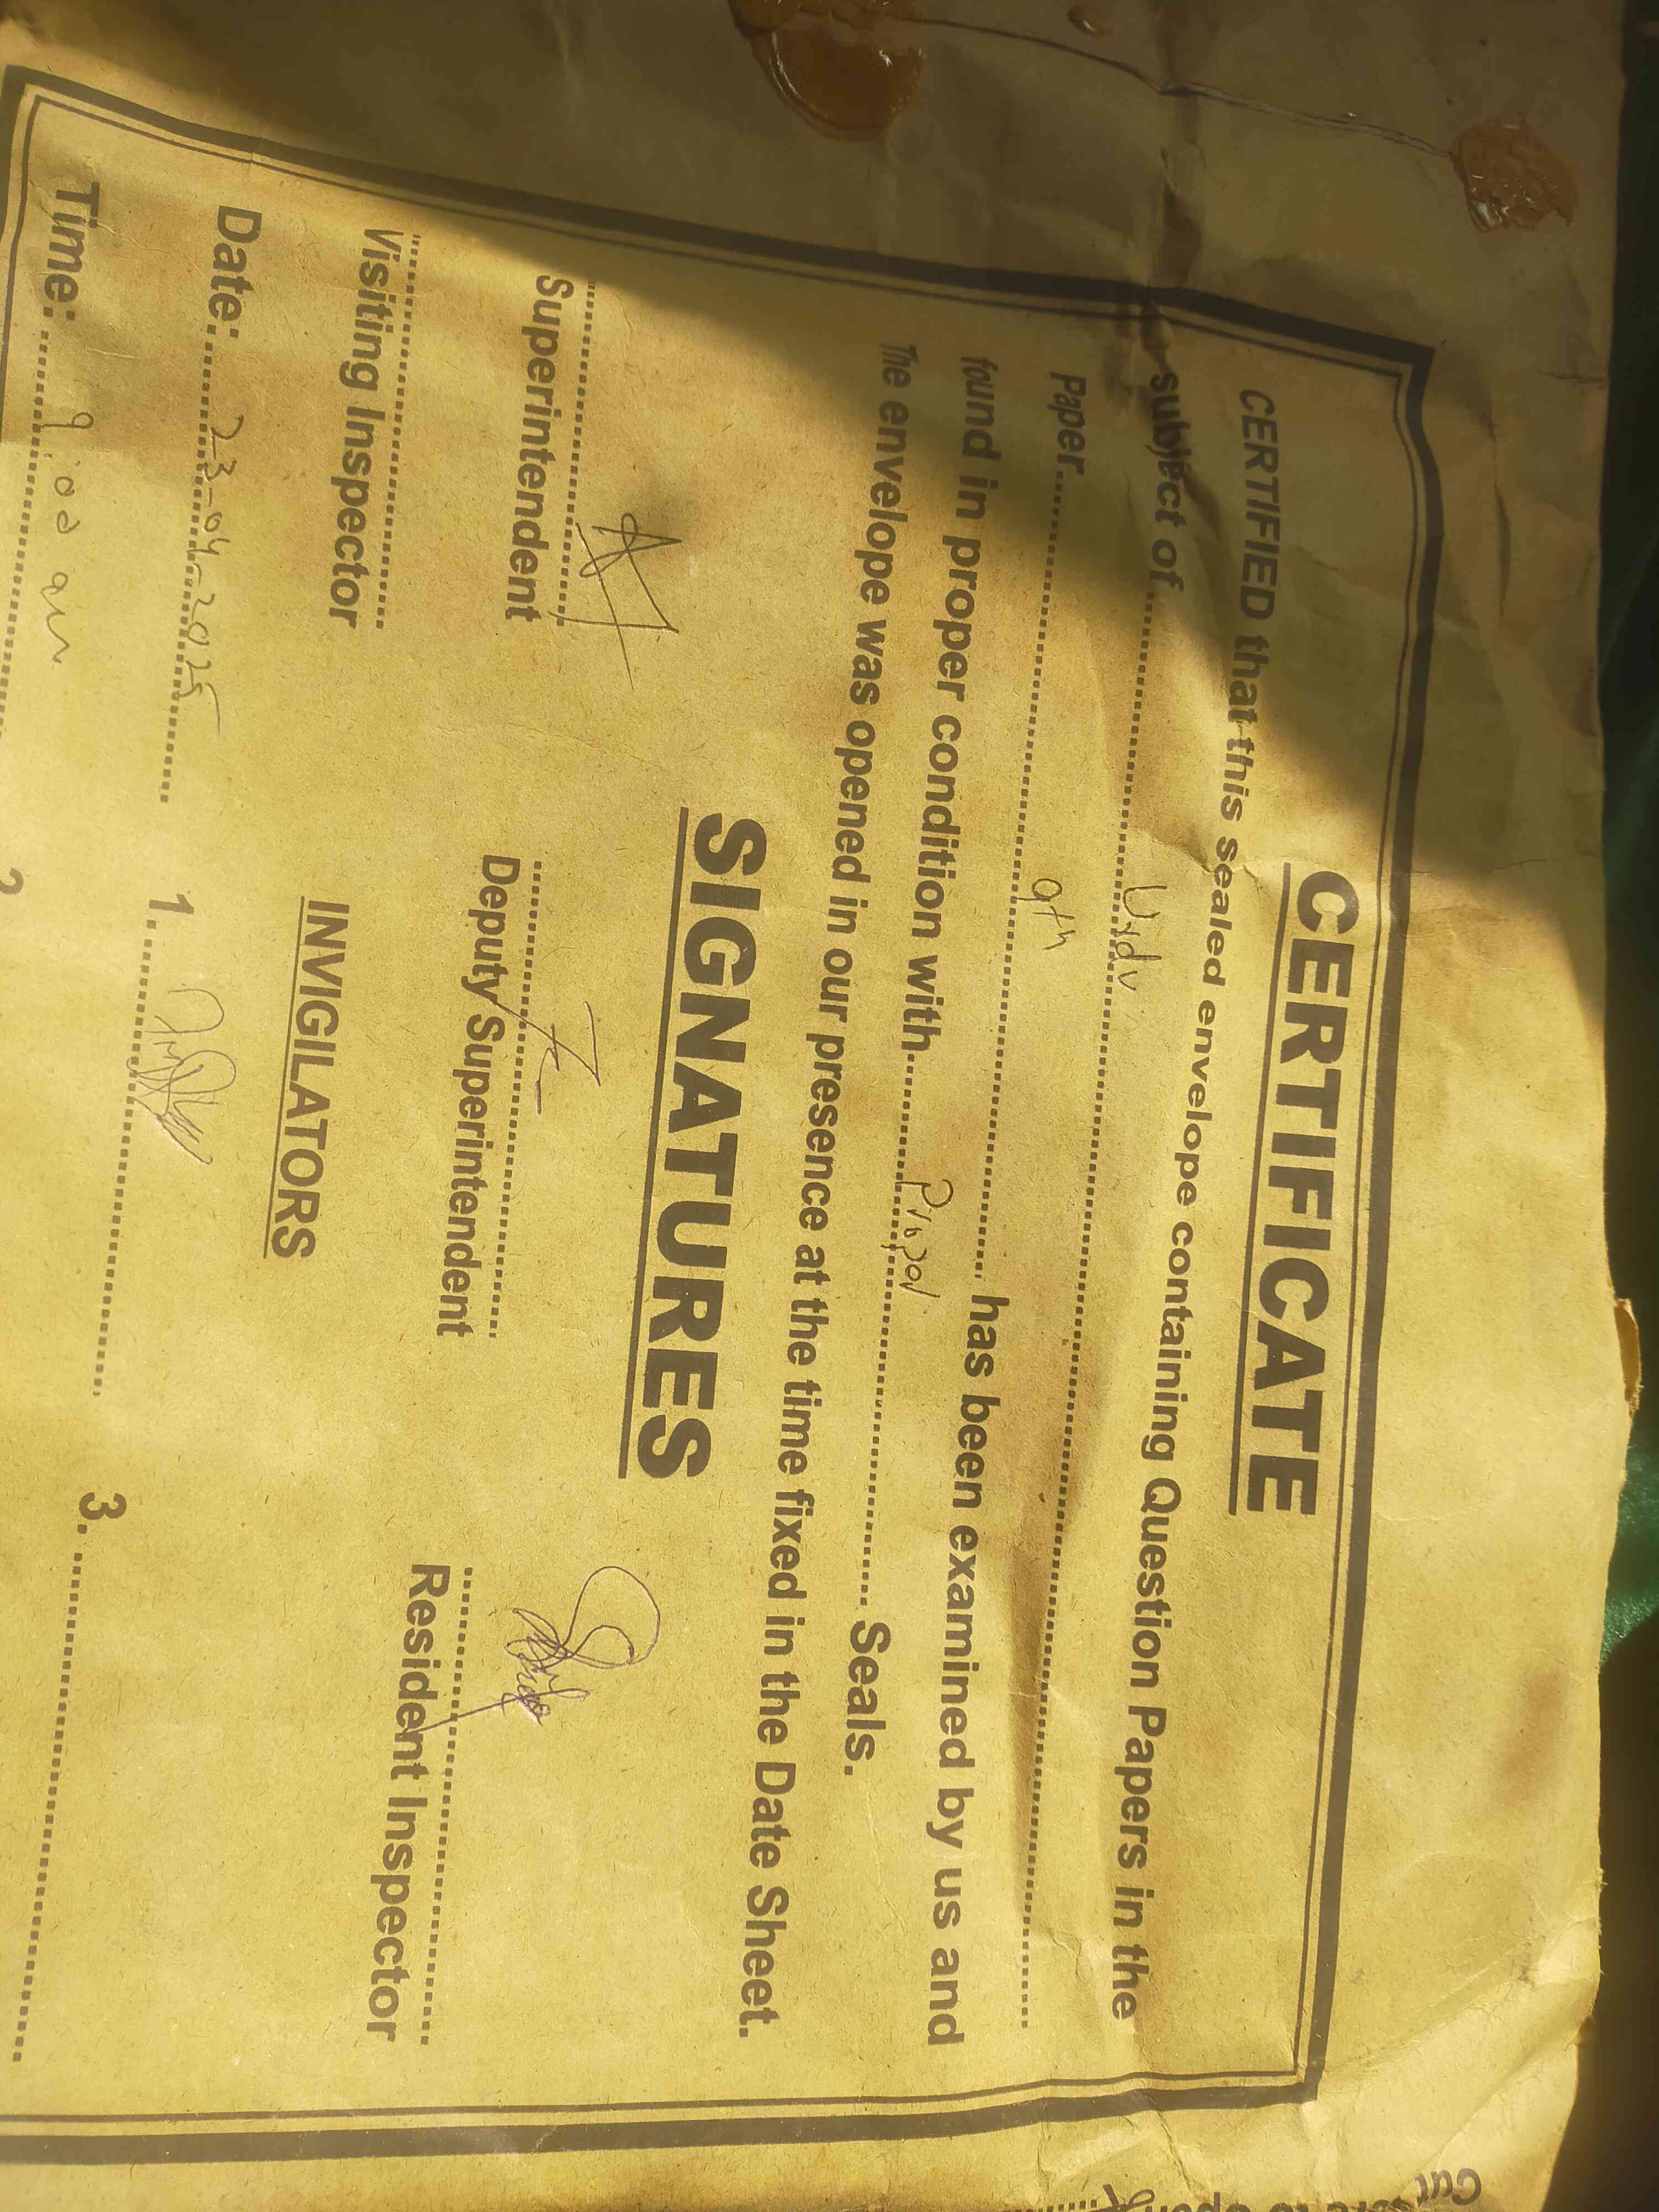 CERTIFICATE
CERTIFIED that this sealed envelope containing Question Papers in the
subject of.......... Urdu ..........
Paper.......... 9th .......... has been examined by us and
found in proper condition with.......... Proper .......... Seals.
The envelope was opened in our presence at the time fixed in the Date Sheet.
SIGNATURES
Superintendent
Deputy Superintendent
Resident Inspector
Visiting Inspector
INVIGILATORS
Date: 23-04-2025
1.
3.
Time: 9:00 am
2
Cut